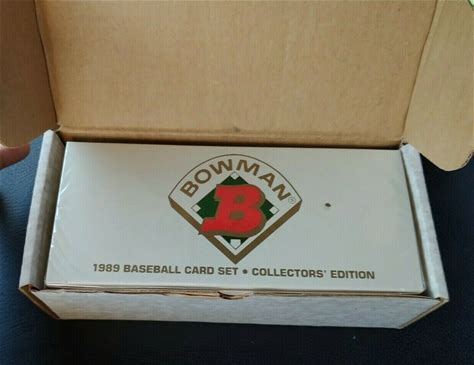 BOWMAN®
B
1989 BASEBALL CARD SET • COLLECTORS' EDITION